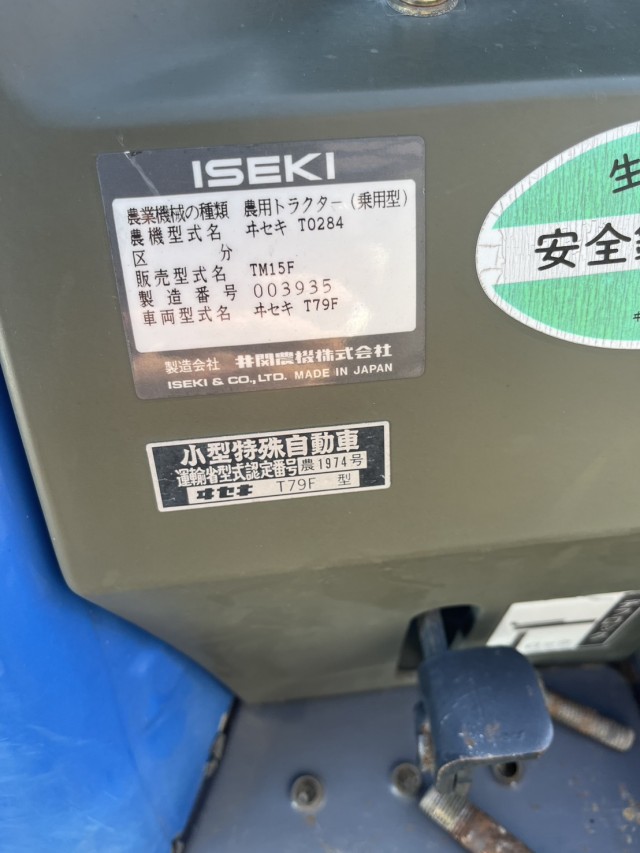 ISEKI
農業機械の種類 農用トラクター(乗用型)
農機型式名 ヰセキ T0284
区分
販売型式名 TM15F
製造番号 003935
車両型式名 ヰセキ T79F
製造会社 井関農機株式会社
ISEKI & CO., LTD. MADE IN JAPAN
小型特殊自動車
運輸省型式認定番号 農1974号
ヰセキ T79F 型
生
安全